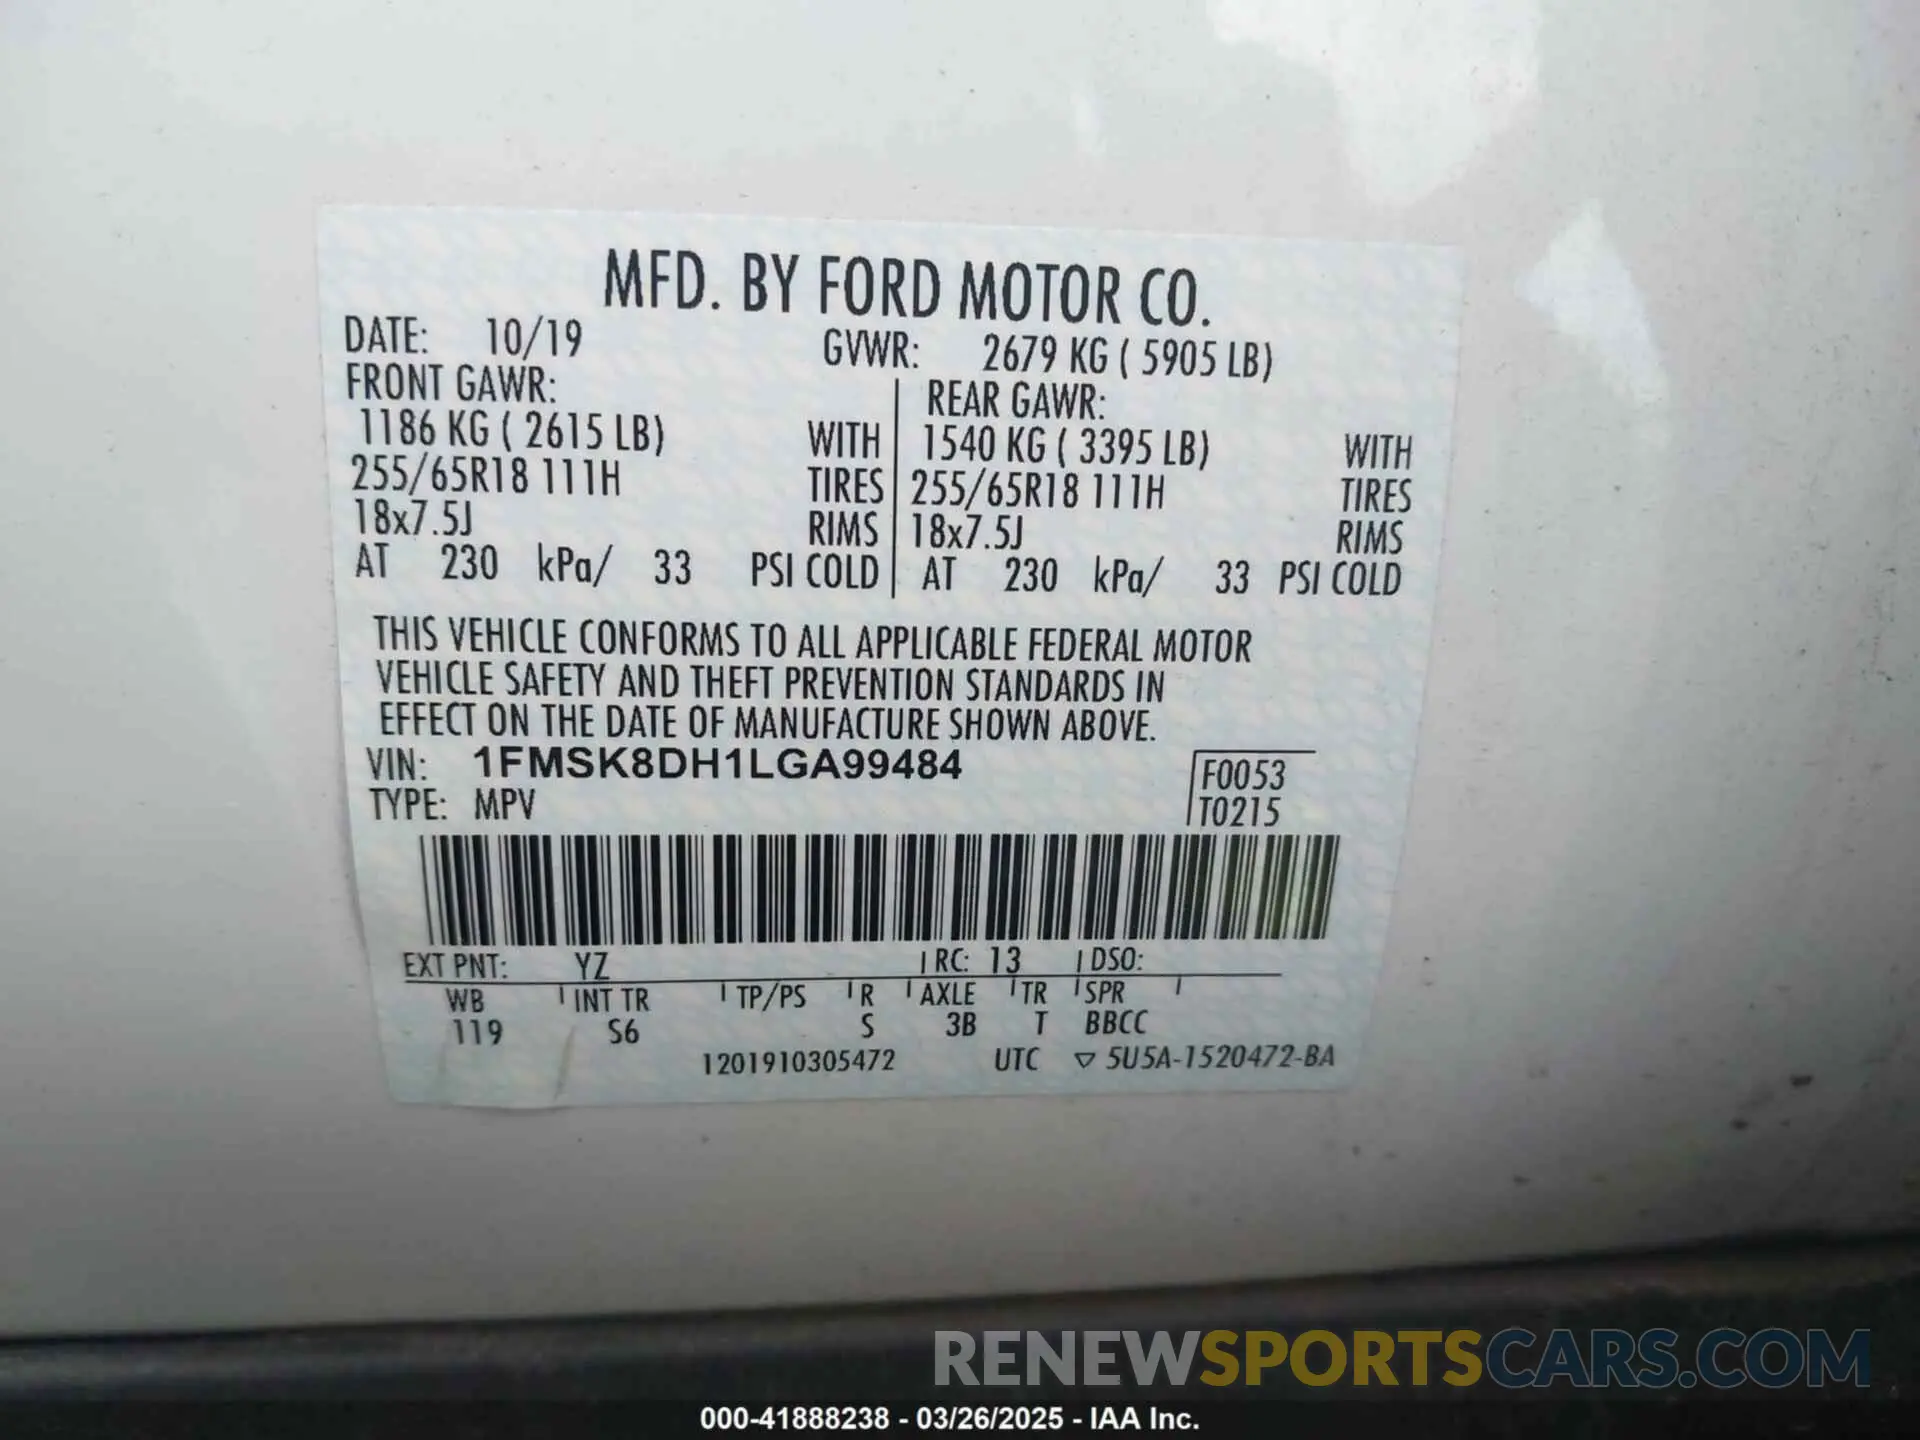 MFD. BY FORD MOTOR CO.
DATE: 10/19 GVWR: 2679 KG ( 5905 LB)
FRONT GAWR: REAR GAWR:
1186 KG ( 2615 LB) WITH 1540 KG ( 3395 LB) WITH
255/65R18 111H TIRES 255/65R18 111H TIRES
18x7.5J RIMS 18x7.5J RIMS
AT 230 kPa/ 33 PSI COLD AT 230 kPa/ 33 PSI COLD
THIS VEHICLE CONFORMS TO ALL APPLICABLE FEDERAL MOTOR
VEHICLE SAFETY AND THEFT PREVENTION STANDARDS IN
EFFECT ON THE DATE OF MANUFACTURE SHOWN ABOVE.
VIN: 1FMSK8DH1LGA99484 F0053
TYPE: MPV T0215
EXT PNT: YZ RC: 13 DSO:
WB INT TR TP/PS R AXLE TR SPR
119 S6 S 3B T BBCC
1201910305472 UTC ▽ 5U5A-1520472-BA
RENEWSPORTSCARS.COM
000-41888238 - 03/26/2025 - IAA Inc.